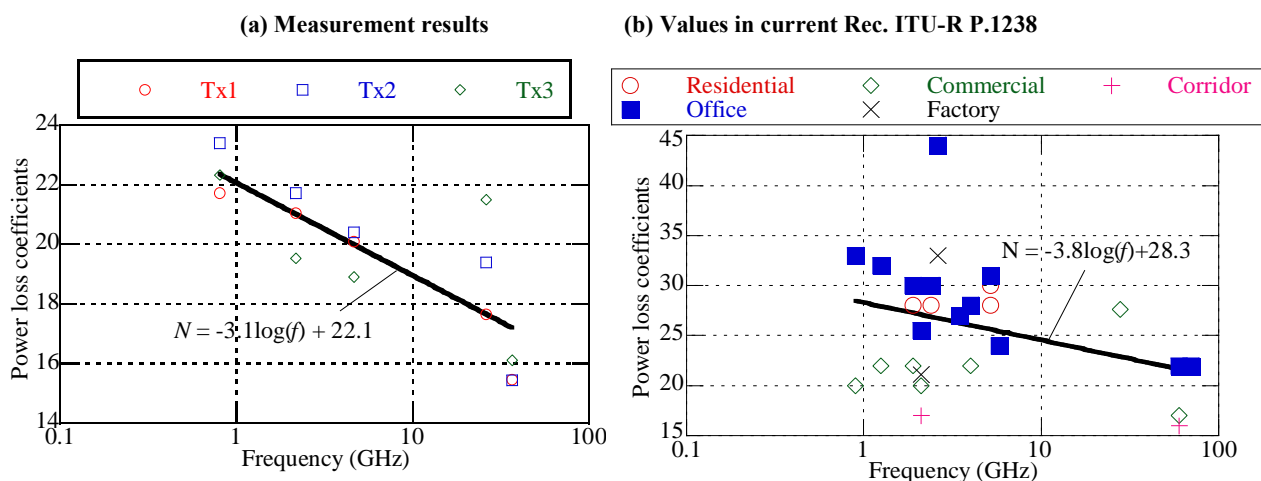 (a) Measurement results
Tx1 Tx2 Tx3
24
22
20
18
16
14
Power loss coefficients
N = -3.1log(f) + 22.1
0.1 1 10 100
Frequency (GHz)
(b) Values in current Rec. ITU-R P.1238
Residential Commercial Corridor
Office Factory
45
40
35
30
25
20
15
Power loss coefficients
N = -3.8log(f)+28.3
0.1 1 10 100
Frequency (GHz)